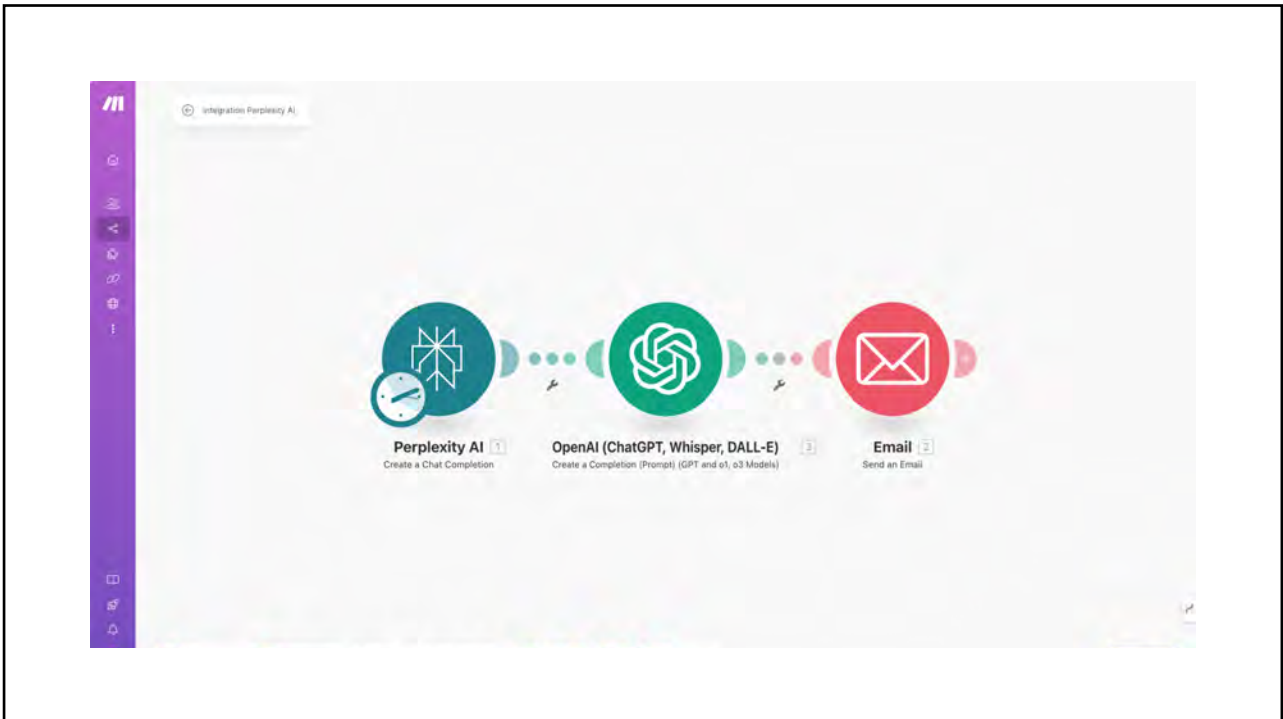 Integration Perplexity AI
Perplexity AI 1
Create a Chat Completion
OpenAI (ChatGPT, Whisper, DALL-E) 3
Create a Completion (Prompt) (GPT and o1, o3 Models)
Email 2
Send an Email